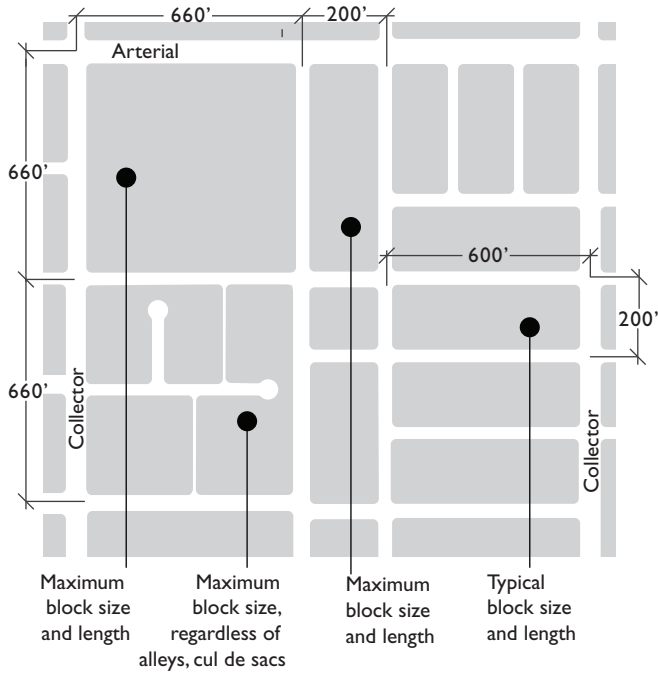 660’ 200’
Arterial
660’
600’
200’
660’
Collector
Collector
Maximum
block size
and length
Maximum
block size,
regardless of
alleys, cul de sacs
Maximum
block size
and length
Typical
block size
and length